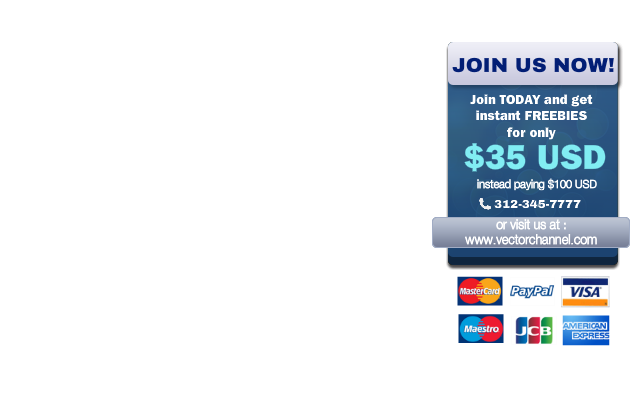 JOIN US NOW!
Join TODAY and get
instant FREEBIES
for only
$35 USD
instead paying $100 USD
312-345-7777
or visit us at :
www.vectorchannel.com
MasterCard PayPal VISA
Maestro JCB AMERICAN
EXPRESS